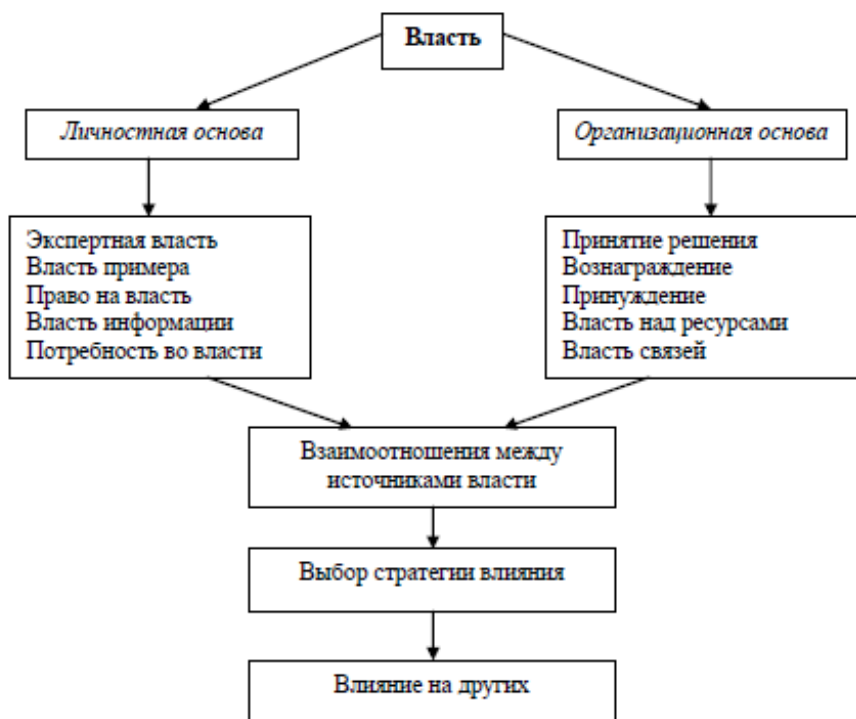 Власть
Личностная основа
Организационная основа
Экспертная власть
Власть примера
Право на власть
Власть информации
Потребность во власти
Принятие решения
Вознаграждение
Принуждение
Власть над ресурсами
Власть связей
Взаимоотношения между
источниками власти
Выбор стратегии влияния
Влияние на других